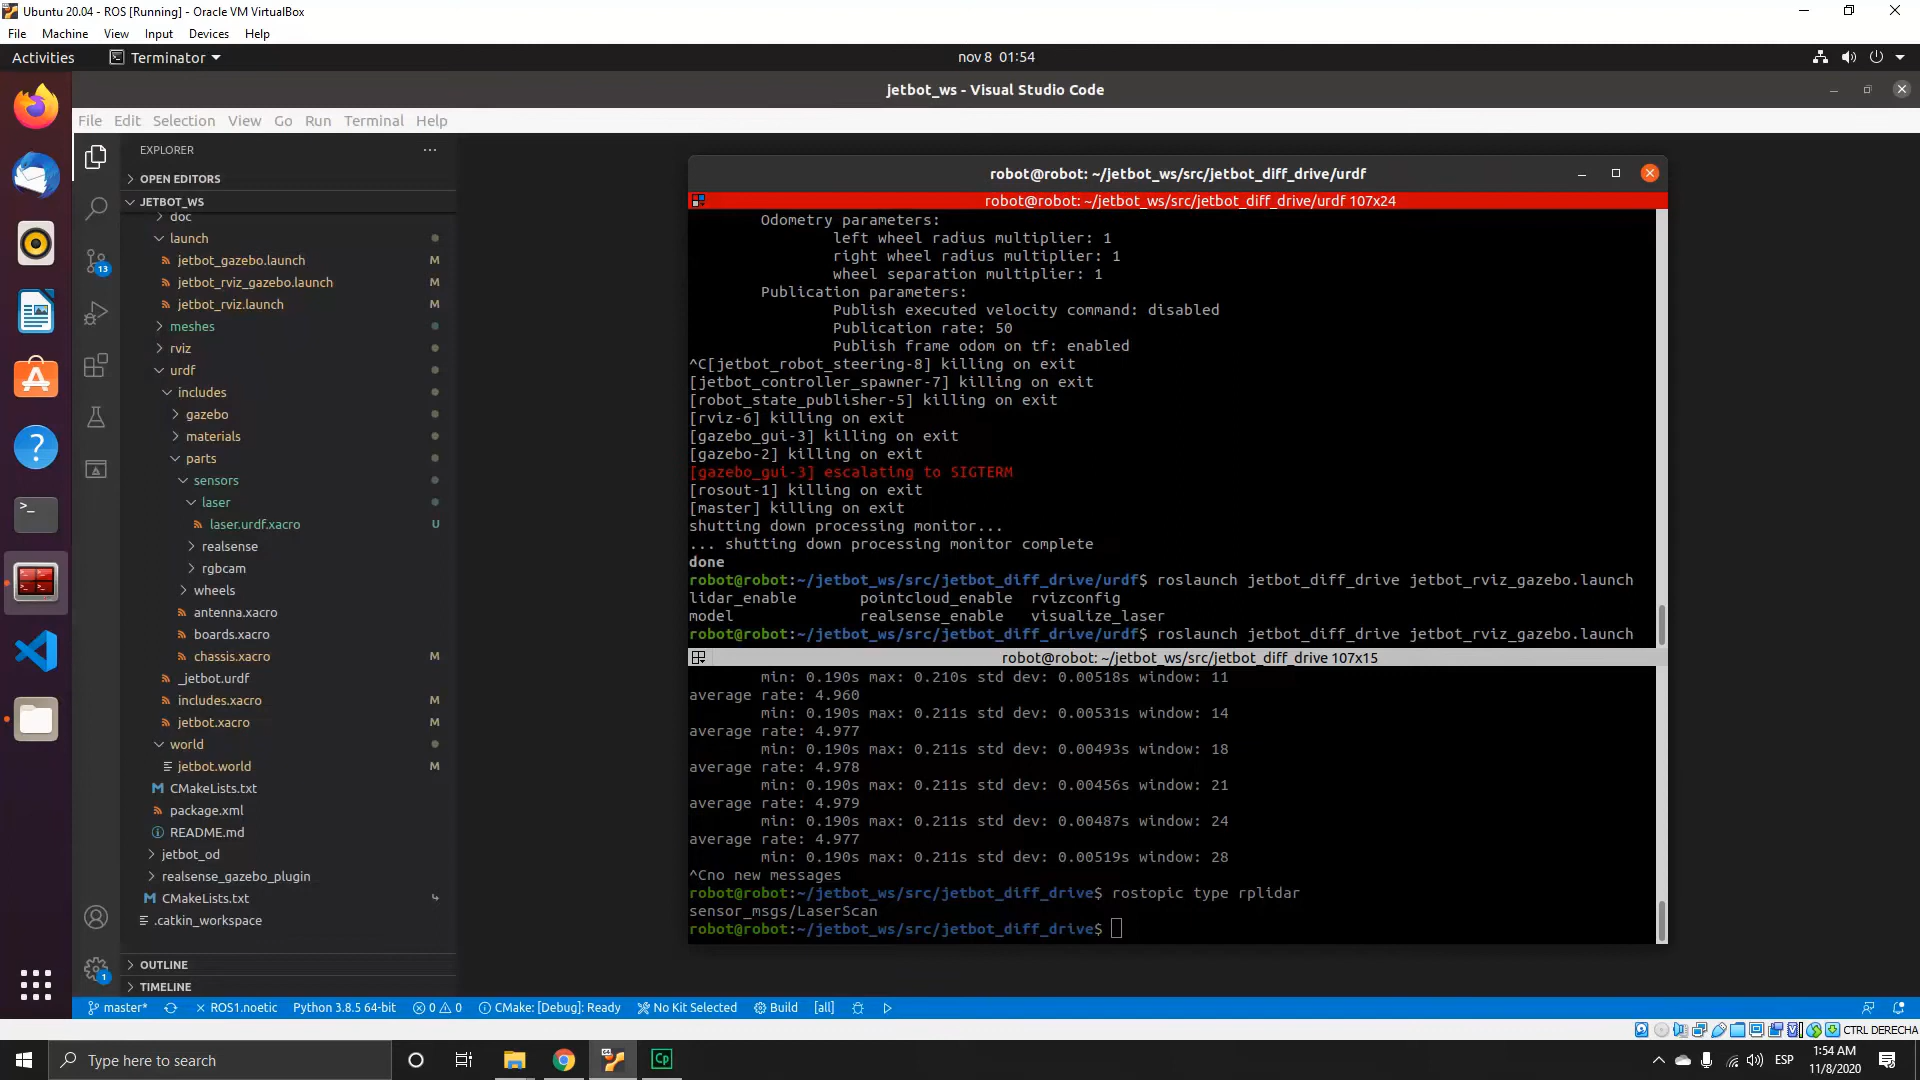 Ubuntu 20.04 - ROS [Running] - Oracle VM VirtualBox
File Machine View Input Devices Help
Activities Terminator nov 8 01:54
jetbot_ws - Visual Studio Code
File Edit Selection View Go Run Terminal Help
EXPLORER ...
OPEN EDITORS
JETBOT_WS
doc
launch
jetbot_gazebo.launch M
jetbot_rviz_gazebo.launch M
jetbot_rviz.launch M
meshes
rviz
urdf
includes
gazebo
materials
parts
sensors
laser
laser.urdf.xacro U
realsense
rgbcam
wheels
antenna.xacro
boards.xacro
chassis.xacro M
_jetbot.urdf
includes.xacro M
jetbot.xacro M
world
jetbot.world M
CMakeLists.txt
package.xml
README.md
jetbot_od
realsense_gazebo_plugin
CMakeLists.txt
.catkin_workspace
OUTLINE
TIMELINE
13
1
robot@robot: ~/jetbot_ws/src/jetbot_diff_drive/urdf
robot@robot: ~/jetbot_ws/src/jetbot_diff_drive/urdf 107x24
Odometry parameters:
left wheel radius multiplier: 1
right wheel radius multiplier: 1
wheel separation multiplier: 1
Publication parameters:
Publish executed velocity command: disabled
Publication rate: 50
Publish frame odom on tf: enabled
^C[jetbot_robot_steering-8] killing on exit
[jetbot_controller_spawner-7] killing on exit
[robot_state_publisher-5] killing on exit
[rviz-6] killing on exit
[gazebo_gui-3] killing on exit
[gazebo-2] killing on exit
[gazebo_gui-3] escalating to SIGTERM
[rosout-1] killing on exit
[master] killing on exit
shutting down processing monitor...
... shutting down processing monitor complete
done
robot@robot:~/jetbot_ws/src/jetbot_diff_drive/urdf$ roslaunch jetbot_diff_drive jetbot_rviz_gazebo.launch
lidar_enable pointcloud_enable rvizconfig
model realsense_enable visualize_laser
robot@robot:~/jetbot_ws/src/jetbot_diff_drive/urdf$ roslaunch jetbot_diff_drive jetbot_rviz_gazebo.launch
robot@robot: ~/jetbot_ws/src/jetbot_diff_drive 107x15
min: 0.190s max: 0.210s std dev: 0.00518s window: 11
average rate: 4.960
min: 0.190s max: 0.211s std dev: 0.00531s window: 14
average rate: 4.977
min: 0.190s max: 0.211s std dev: 0.00493s window: 18
average rate: 4.978
min: 0.190s max: 0.211s std dev: 0.00456s window: 21
average rate: 4.979
min: 0.190s max: 0.211s std dev: 0.00487s window: 24
average rate: 4.977
min: 0.190s max: 0.211s std dev: 0.00519s window: 28
^Cno new messages
robot@robot:~/jetbot_ws/src/jetbot_diff_drive$ rostopic type rplidar
sensor_msgs/LaserScan
robot@robot:~/jetbot_ws/src/jetbot_diff_drive$
master* ROS1.noetic Python 3.8.5 64-bit 0 0 CMake: [Debug]: Ready No Kit Selected Build [all]
CTRL DERECHA
Type here to search Cp ESP 1:54 AM
11/8/2020